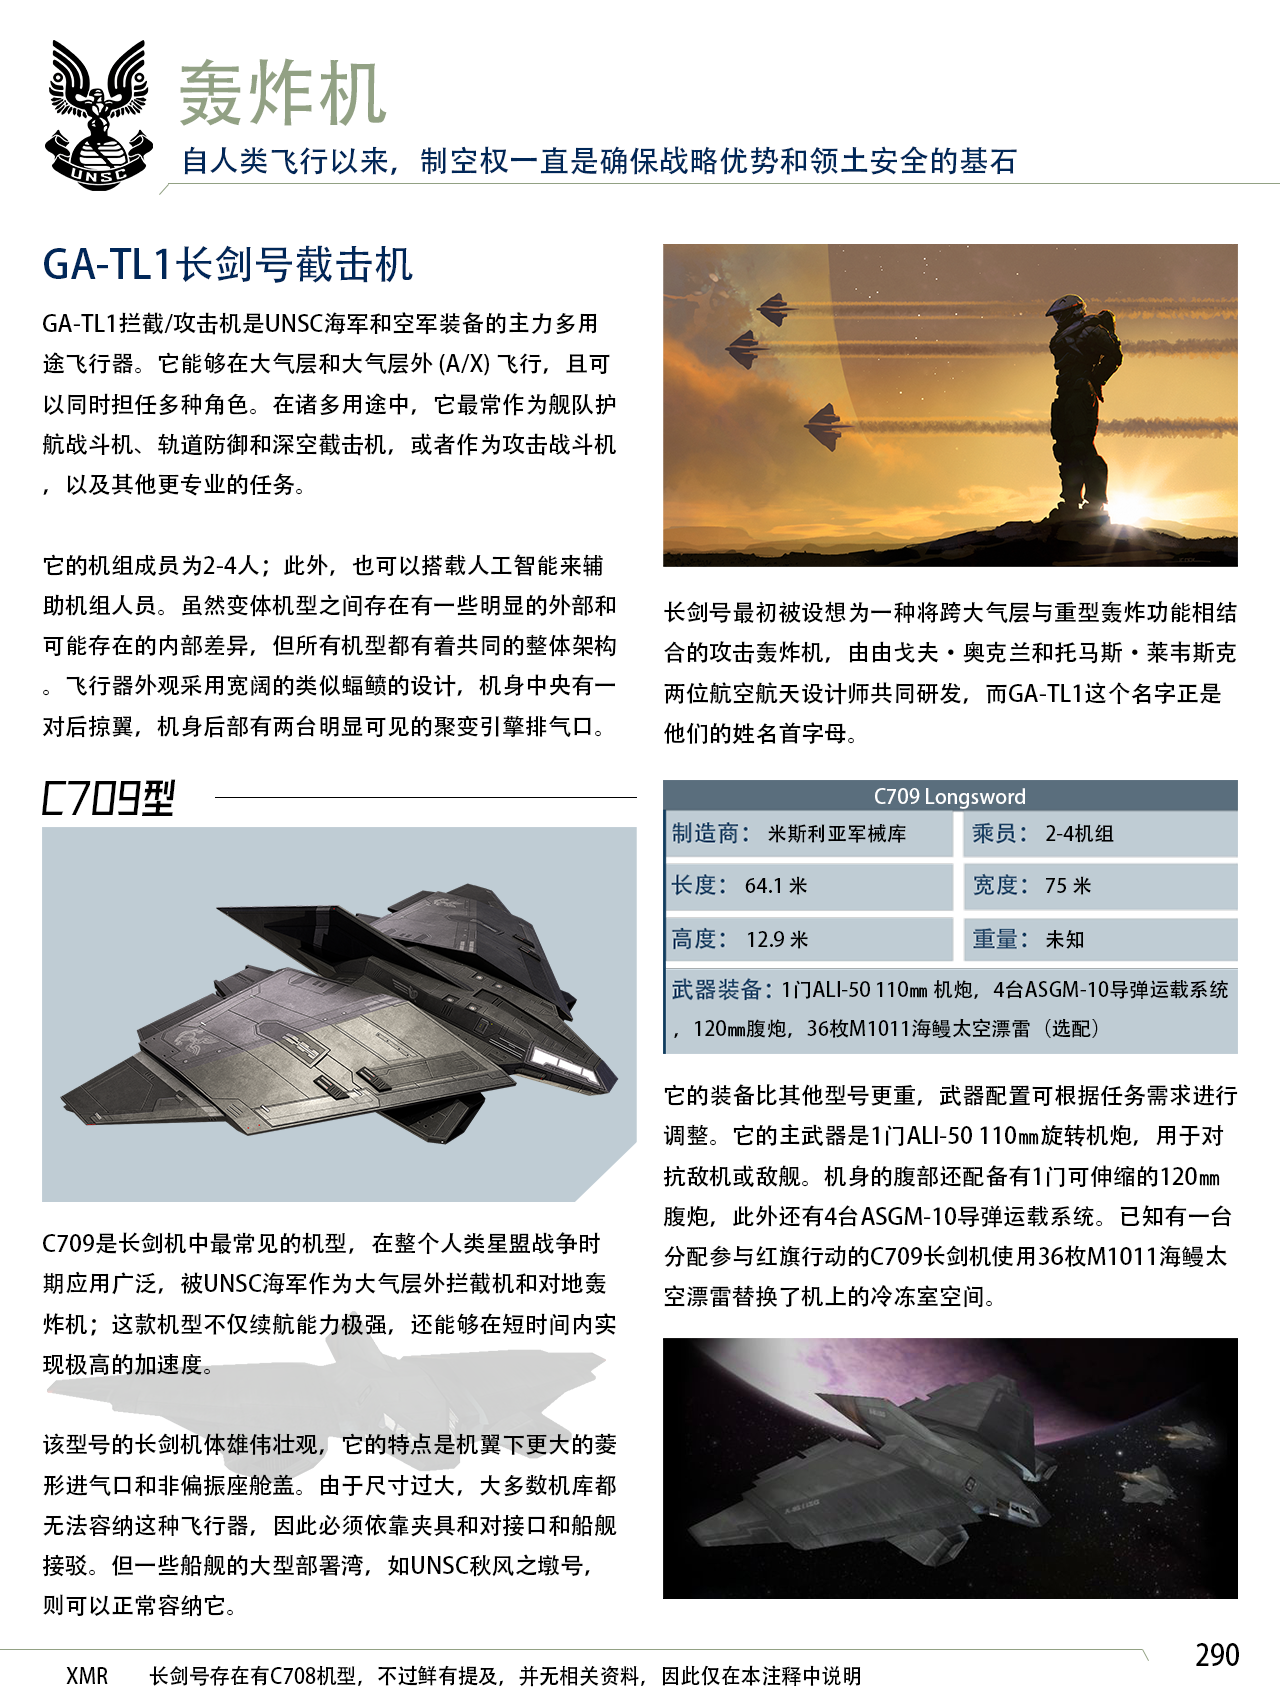 UNSC
轰炸机
自人类飞行以来，制空权一直是确保战略优势和领土安全的基石
GA-TL1长剑号截击机
GA-TL1拦截/攻击机是UNSC海军和空军装备的主力多用
途飞行器。它能够在大气层和大气层外 (A/X) 飞行，且可
以同时担任多种角色。在诸多用途中，它最常作为舰队护
航战斗机、轨道防御和深空截击机，或者作为攻击战斗机
，以及其他更专业的任务。
它的机组成员为2-4人；此外，也可以搭载人工智能来辅
助机组人员。虽然变体机型之间存在有一些明显的外部和
可能存在的内部差异，但所有机型都有着共同的整体架构
。飞行器外观采用宽阔的类似蝠鲼的设计，机身中央有一
对后掠翼，机身后部有两台明显可见的聚变引擎排气口。
C709型
C709是长剑机中最常见的机型，在整个人类星盟战争时
期应用广泛，被UNSC海军作为大气层外拦截机和对地轰
炸机；这款机型不仅续航能力极强，还能够在短时间内实
现极高的加速度。
该型号的长剑机体雄伟壮观，它的特点是机翼下更大的菱
形进气口和非偏振座舱盖。由于尺寸过大，大多数机库都
无法容纳这种飞行器，因此必须依靠夹具和对接口和船舰
接驳。但一些船舰的大型部署湾，如UNSC秋风之墩号，
则可以正常容纳它。
长剑号最初被设想为一种将跨大气层与重型轰炸功能相结
合的攻击轰炸机，由由戈夫·奥克兰和托马斯·莱韦斯克
两位航空航天设计师共同研发，而GA-TL1这个名字正是
他们的姓名首字母。
C709 Longsword
制造商： 米斯利亚军械库
乘员： 2-4机组
长度： 64.1 米
宽度： 75 米
高度： 12.9 米
重量： 未知
武器装备：1门ALI-50 110㎜ 机炮，4台ASGM-10导弹运载系统
，120㎜腹炮，36枚M1011海鳗太空漂雷（选配）
它的装备比其他型号更重，武器配置可根据任务需求进行
调整。它的主武器是1门ALI-50 110㎜旋转机炮，用于对
抗敌机或敌舰。机身的腹部还配备有1门可伸缩的120㎜
腹炮，此外还有4台ASGM-10导弹运载系统。已知有一台
分配参与红旗行动的C709长剑机使用36枚M1011海鳗太
空漂雷替换了机上的冷冻室空间。
XMR 长剑号存在有C708机型，不过鲜有提及，并无相关资料，因此仅在本注释中说明
290